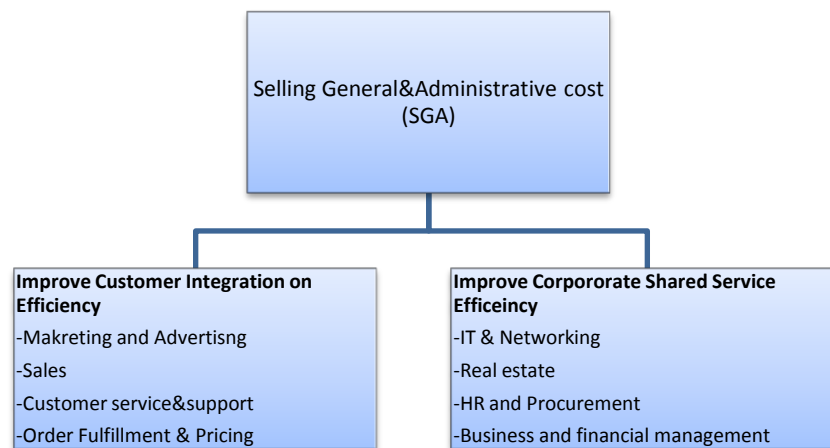 Selling General&Administrative cost
(SGA)
Improve Customer Integration on
Efficiency
-Makreting and Advertisng
-Sales
-Customer service&support
-Order Fulfillment & Pricing
Improve Corpororate Shared Service
Efficeincy
-IT & Networking
-Real estate
-HR and Procurement
-Business and financial management